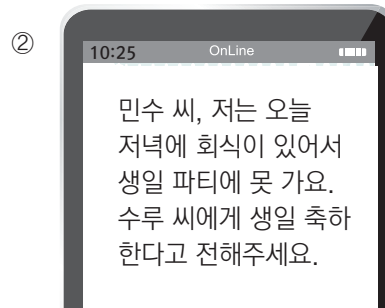 ②
10:25 OnLine
민수 씨, 저는 오늘
저녁에 회식이 있어서
생일 파티에 못 가요.
수루 씨에게 생일 축하
한다고 전해주세요.